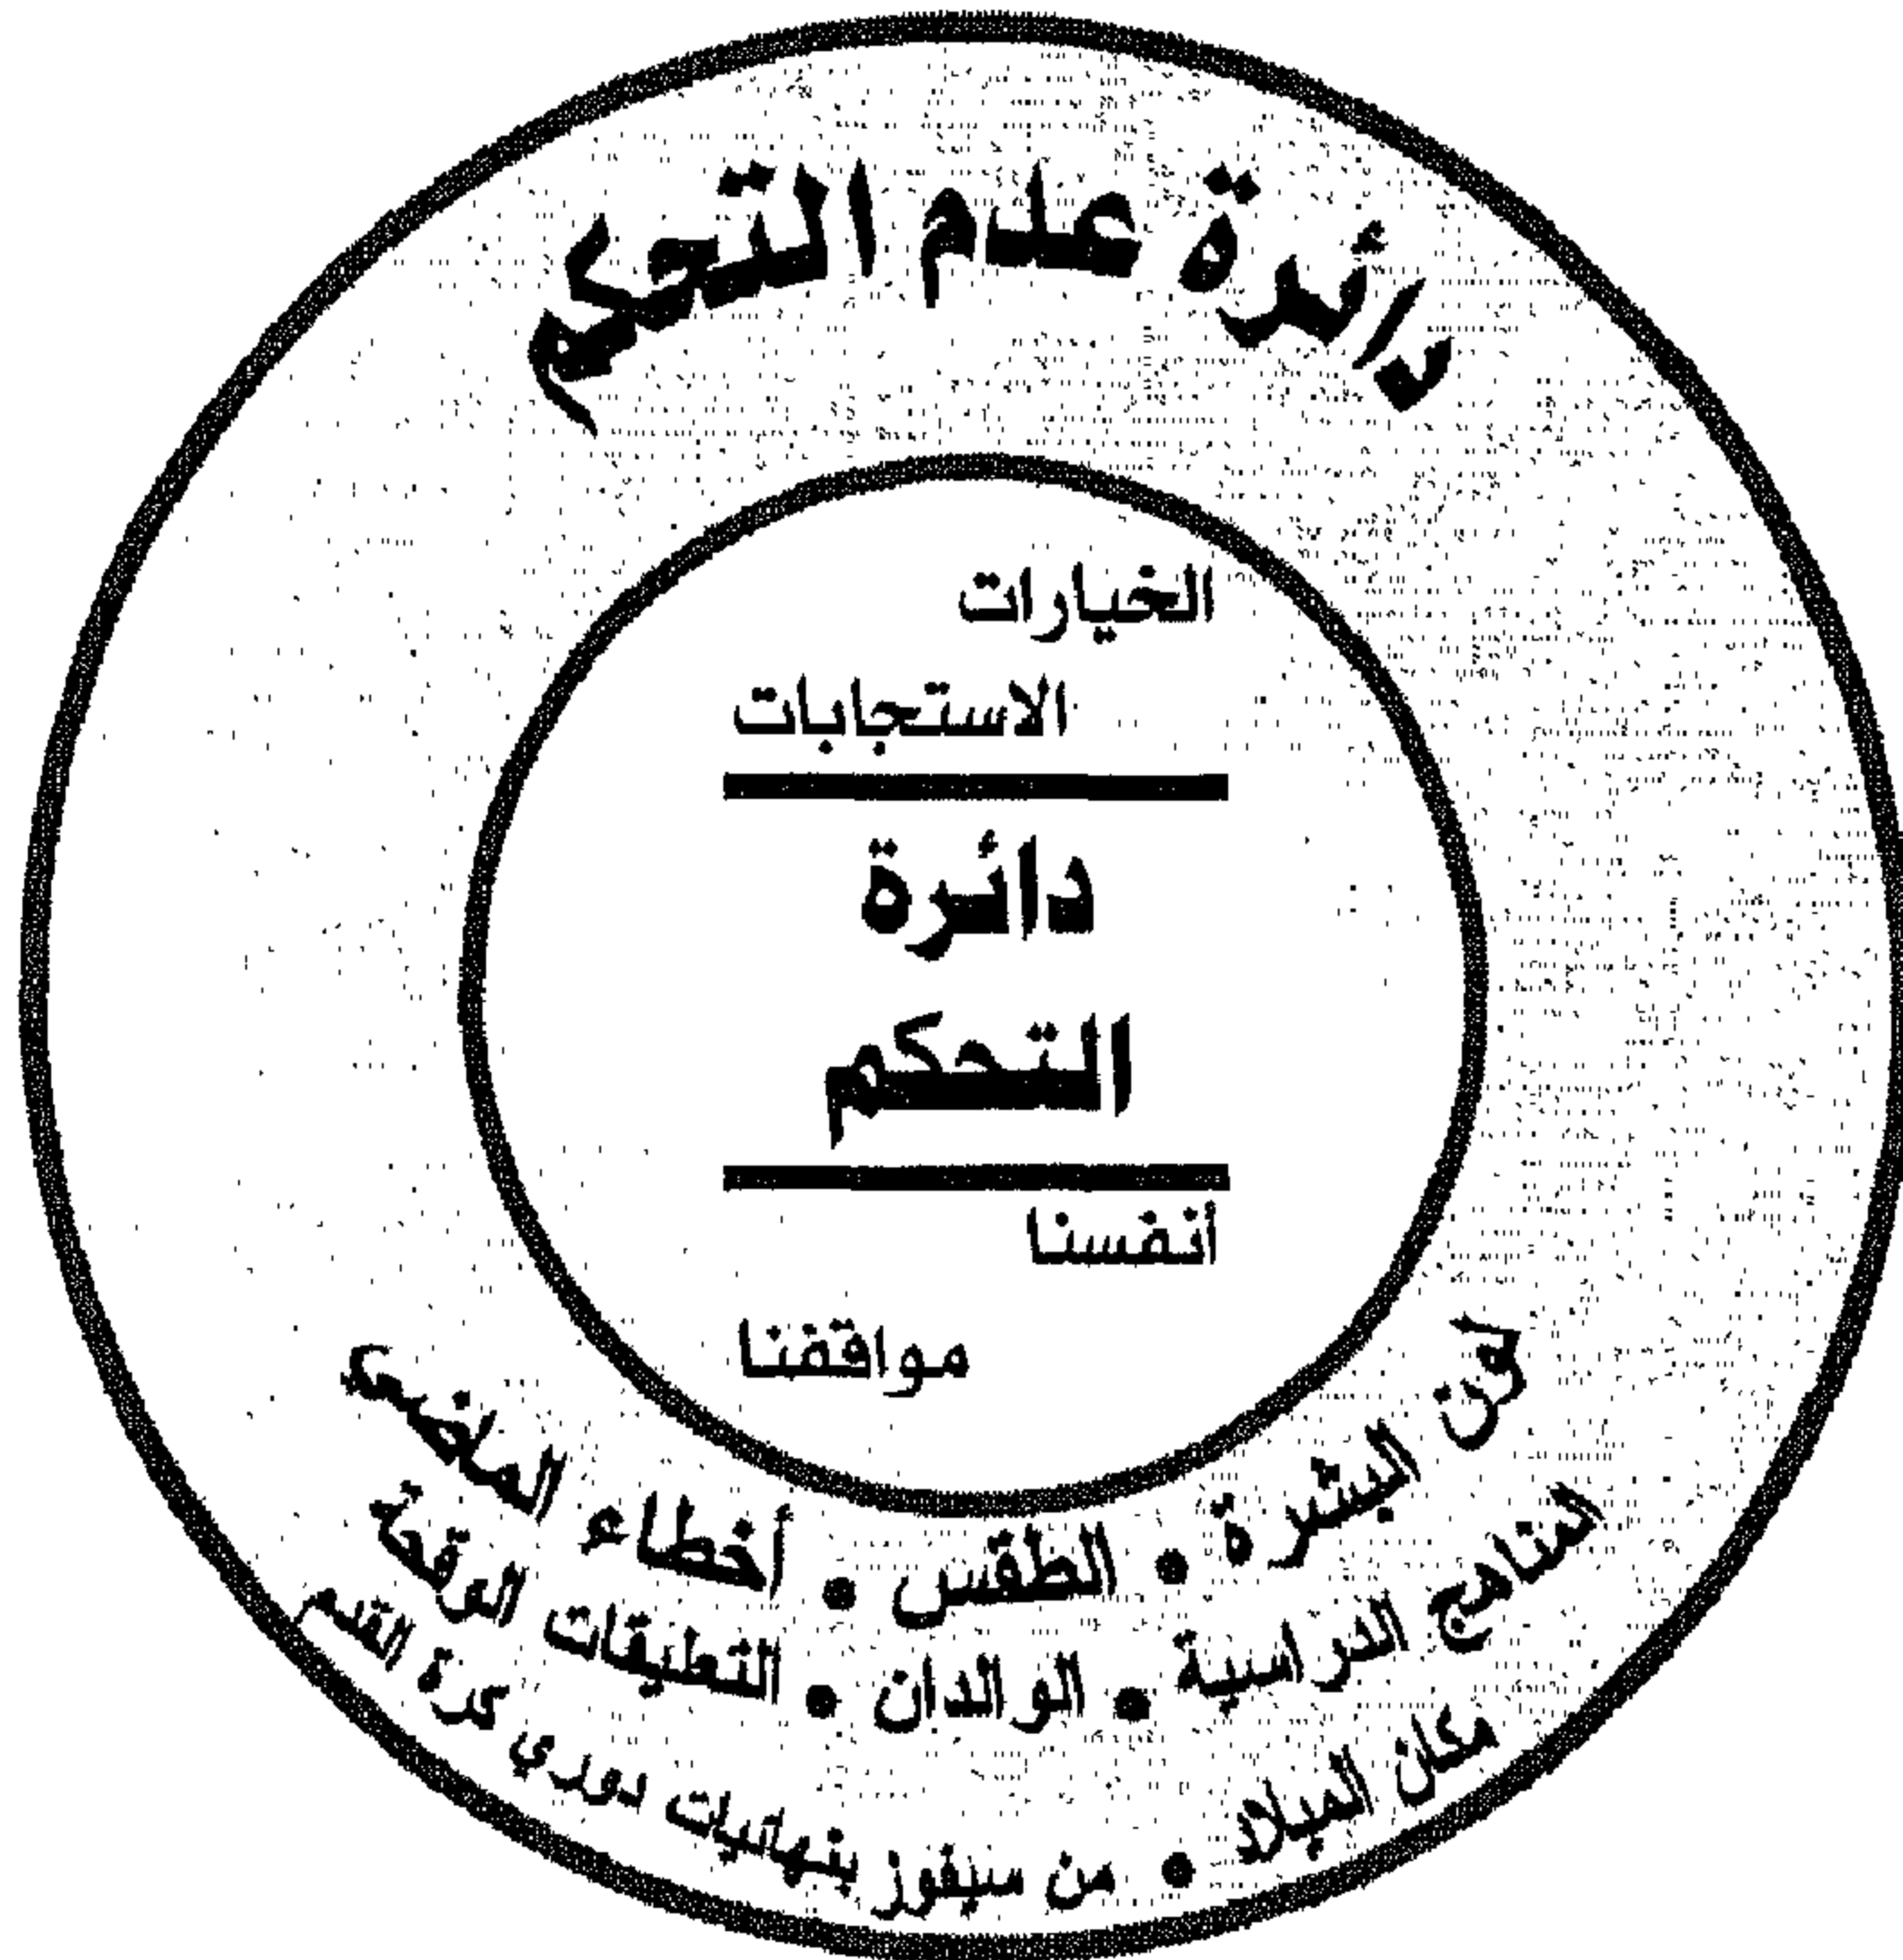 دائرة عدم التحكم
الخيارات
الاستجابات
دائرة
التحكم
أنفسنا
مواقفنا
لون البشرة • الطقس • أخطاء الماضي
المناهج الدراسية • الوالدان • التعليقات الوقحة
مكان الميلاد • من سيفوز بنهائيات دوري كرة القدم